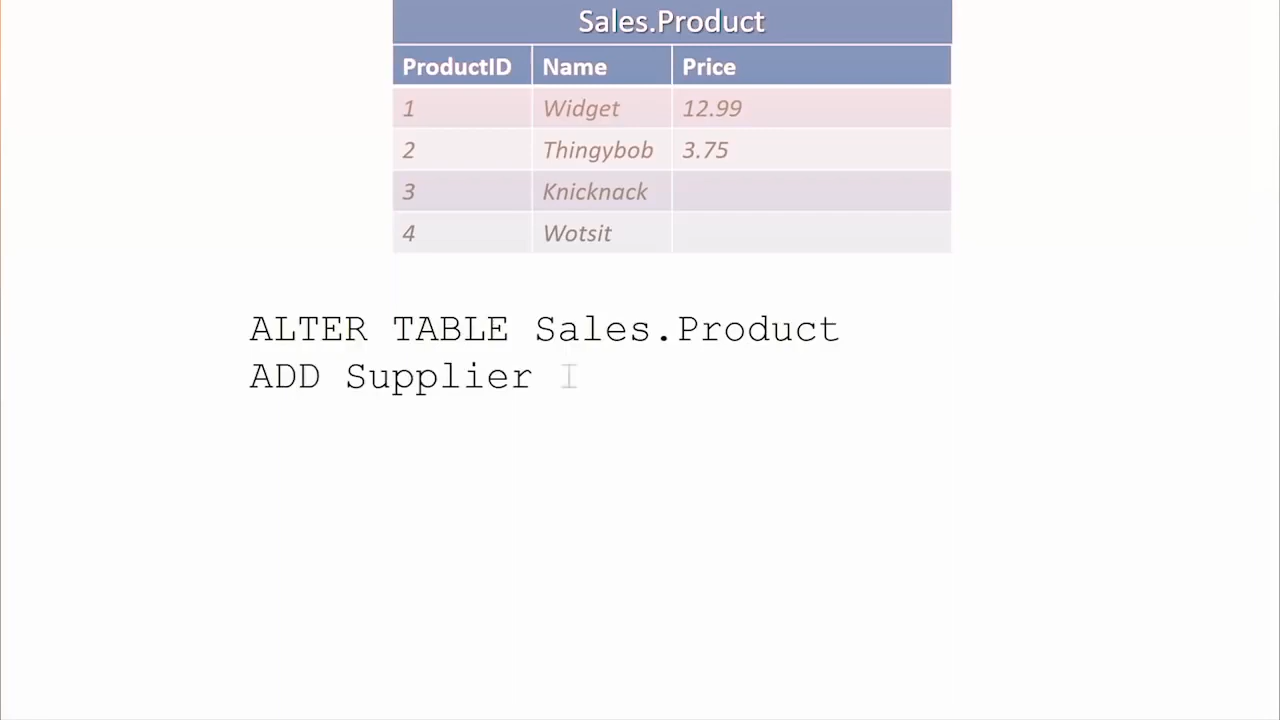 Sales.Product
ProductID Name Price
1 Widget 12.99
2 Thingybob 3.75
3 Knicknack
4 Wotsit
ALTER TABLE Sales.Product
ADD Supplier